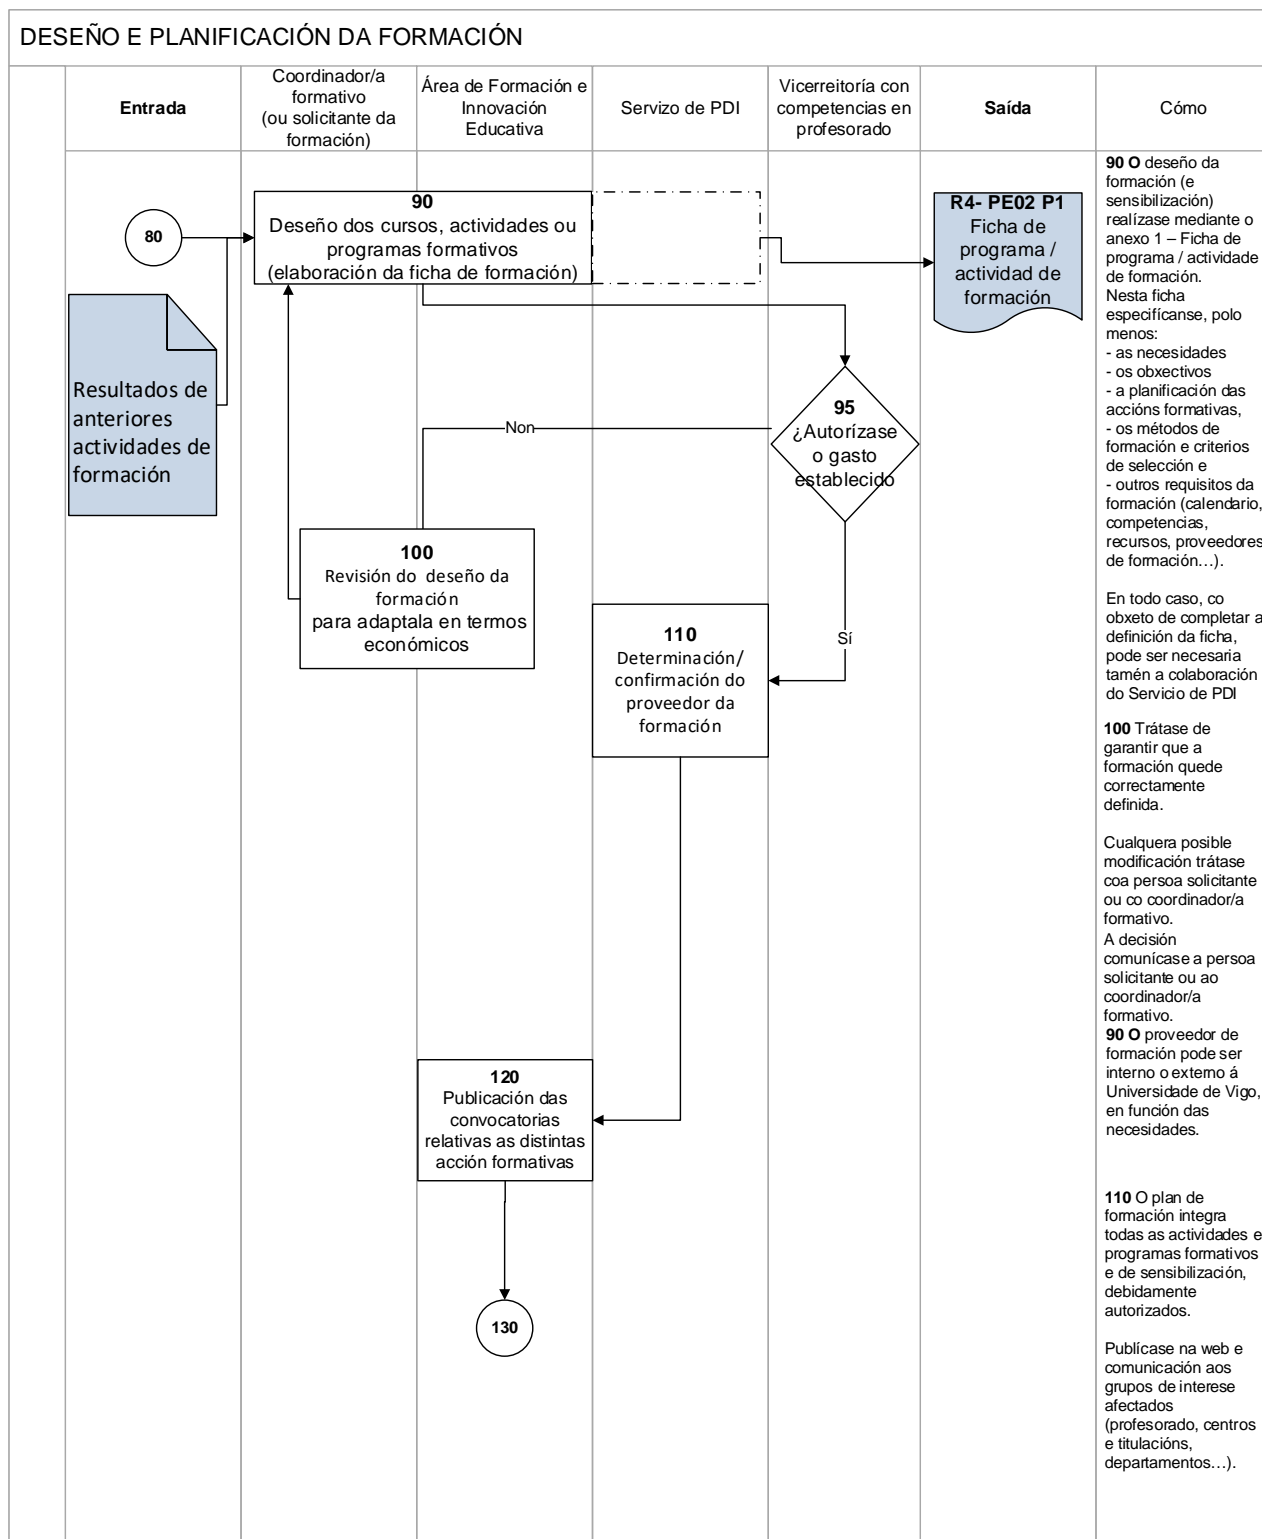 DESEÑO E PLANIFICACIÓN DA FORMACIÓN
Entrada
Coordinador/a
formativo
(ou solicitante da
formación)
Área de Formación e
Innovación
Educativa
Servizo de PDI
Vicerreitoría con
competencias en
profesorado
Saída
Cómo
80
Resultados de
anteriores
actividades de
formación
90
Deseño dos cursos, actividades ou
programas formativos
(elaboración da ficha de formación)
R4- PE02 P1
Ficha de
programa /
actividad de
formación
95
¿Autorízase
o gasto
establecido
Non
Sí
100
Revisión do deseño da
formación
para adaptala en termos
económicos
110
Determinación/
confirmación do
proveedor da
formación
120
Publicación das
convocatorias
relativas as distintas
acción formativas
130
90 O deseño da
formación (e
sensibilización)
realízase mediante o
anexo 1 – Ficha de
programa / actividade
de formación.
Nesta ficha
especifícanse, polo
menos:
- as necesidades
- os obxectivos
- a planificación das
accións formativas,
- os métodos de
formación e criterios
de selección e
- outros requisitos da
formación (calendario,
competencias,
recursos, proveedores
de formación…).
En todo caso, co
obxeto de completar a
definición da ficha,
pode ser necesaria
tamén a colaboración
do Servicio de PDI
100 Trátase de
garantir que a
formación quede
correctamente
definida.
Cualquera posible
modificación trátase
coa persoa solicitante
ou co coordinador/a
formativo.
A decisión
comunícase a persoa
solicitante ou ao
coordinador/a
formativo.
90 O proveedor de
formación pode ser
interno o externo á
Universidade de Vigo,
en función das
necesidades.
110 O plan de
formación integra
todas as actividades e
programas formativos
e de sensibilización,
debidamente
autorizados.
Publícase na web e
comunicación aos
grupos de interese
afectados
(profesorado, centros
e titulacións,
departamentos…).